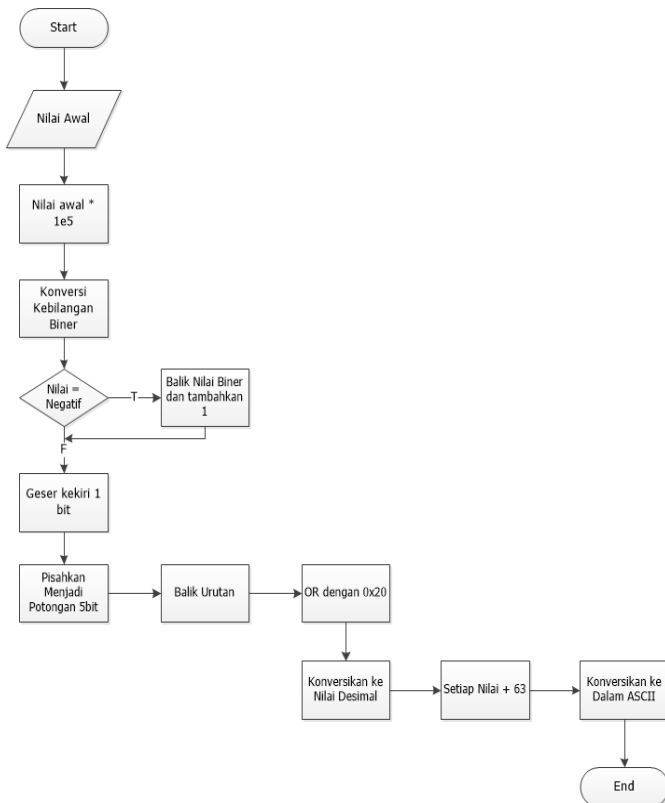 Start
Nilai Awal
Nilai awal *
1e5
Konversi
Kebilangan
Biner
Nilai =
Negatif
T
Balik Nilai Biner
dan tambahkan
1
F
Geser kekiri 1
bit
Pisahkan
Menjadi
Potongan 5bit
Balik Urutan
OR dengan 0x20
Konversikan ke
Nilai Desimal
Setiap Nilai + 63
Konversikan ke
Dalam ASCII
End